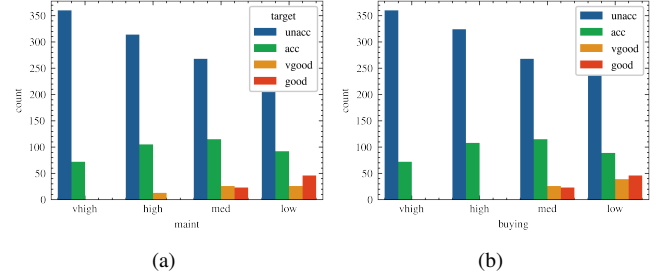 target
unacc
acc
vgood
good
350
300
250
200
150
100
50
0
count
vhigh high med low
maint
(a)
unacc
acc
vgood
good
350
300
250
200
150
100
50
0
count
vhigh high med low
buying
(b)